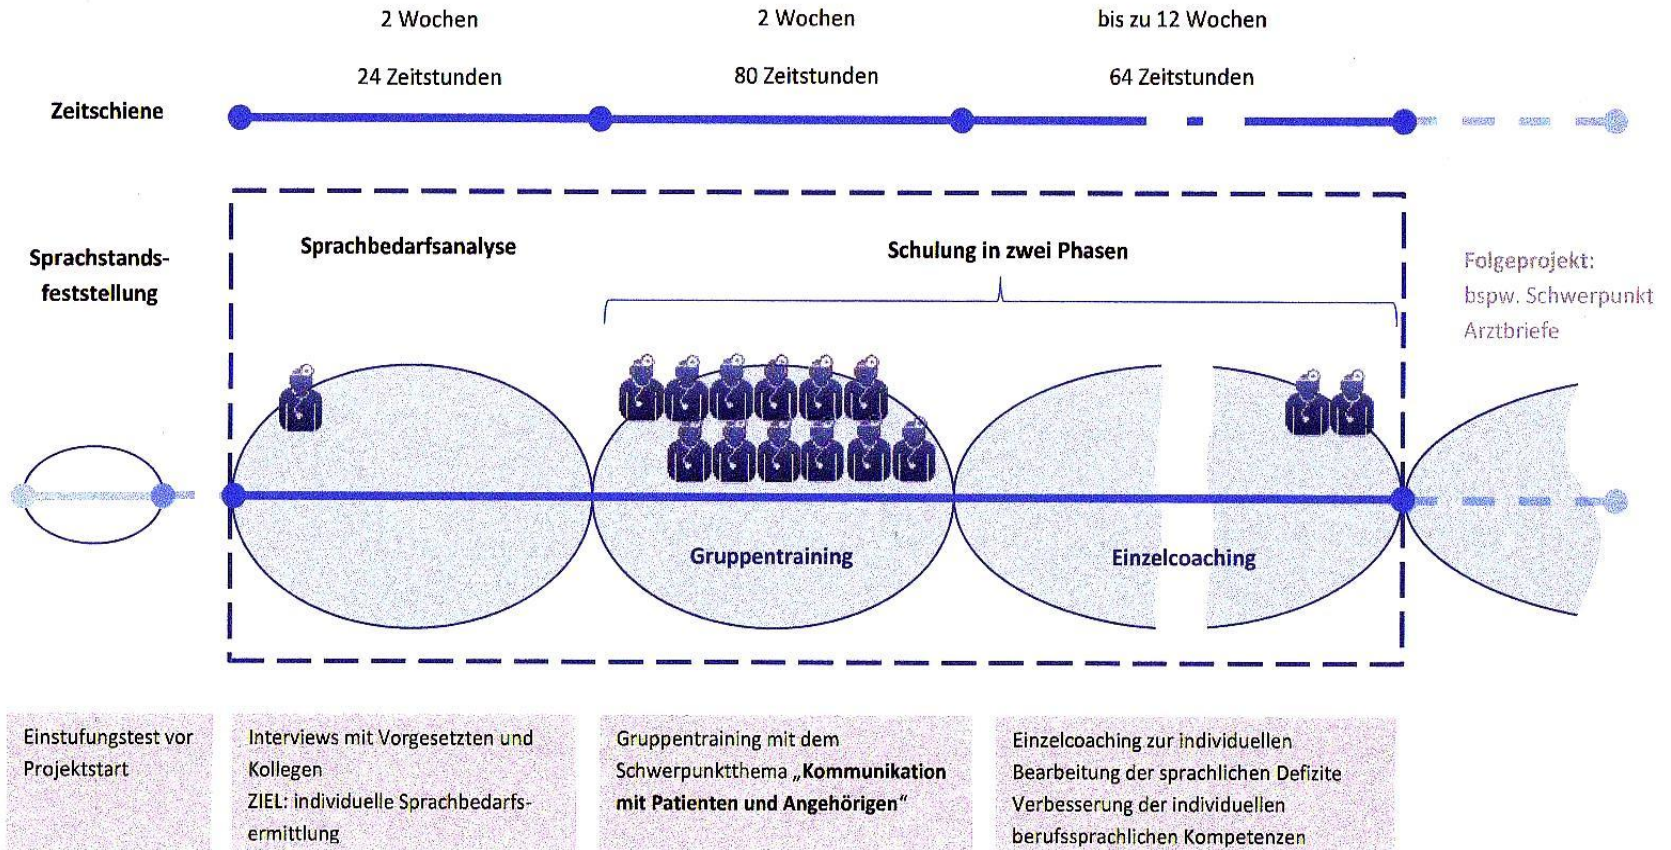 2 Wochen
2 Wochen
bis zu 12 Wochen
24 Zeitstunden
80 Zeitstunden
64 Zeitstunden
Zeitschiene
Sprachstands-
feststellung
Sprachbedarfsanalyse
Schulung in zwei Phasen
Folgeprojekt:
bspw. Schwerpunkt
Arztbriefe
Gruppentraining
Einzelcoaching
Einstufungstest vor
Projektstart
Interviews mit Vorgesetzten und
Kollegen
ZIEL: individuelle Sprachbedarfs-
ermittlung
Gruppentraining mit dem
Schwerpunktthema „Kommunikation
mit Patienten und Angehörigen“
Einzelcoaching zur individuellen
Bearbeitung der sprachlichen Defizite
Verbesserung der individuellen
berufssprachlichen Kompetenzen